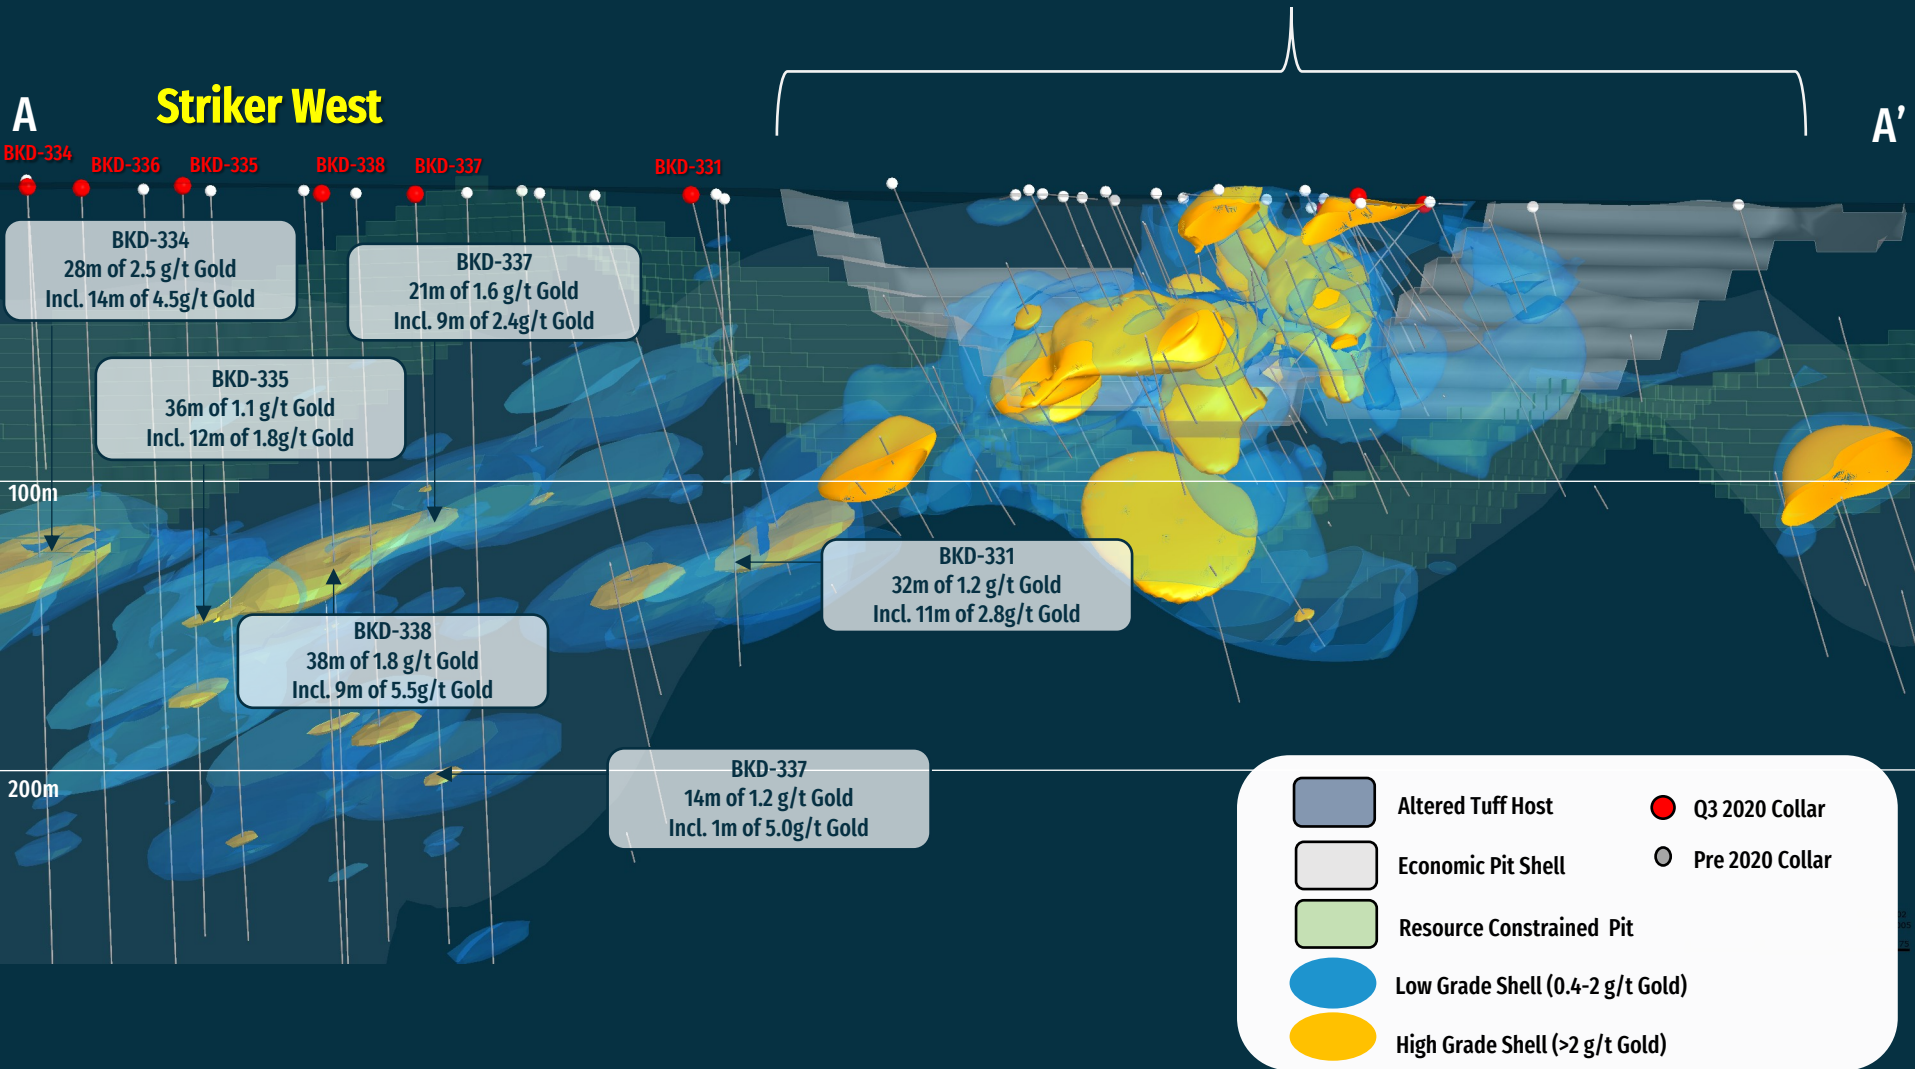 A
Striker West
A’
BKD-334
BKD-336
BKD-335
BKD-338
BKD-337
BKD-331
BKD-334
28m of 2.5 g/t Gold
Incl. 14m of 4.5g/t Gold
BKD-337
21m of 1.6 g/t Gold
Incl. 9m of 2.4g/t Gold
BKD-335
36m of 1.1 g/t Gold
Incl. 12m of 1.8g/t Gold
100m
BKD-331
32m of 1.2 g/t Gold
Incl. 11m of 2.8g/t Gold
BKD-338
38m of 1.8 g/t Gold
Incl. 9m of 5.5g/t Gold
BKD-337
14m of 1.2 g/t Gold
Incl. 1m of 5.0g/t Gold
200m
Altered Tuff Host
Q3 2020 Collar
Economic Pit Shell
Pre 2020 Collar
Resource Constrained Pit
Low Grade Shell (0.4-2 g/t Gold)
High Grade Shell (>2 g/t Gold)